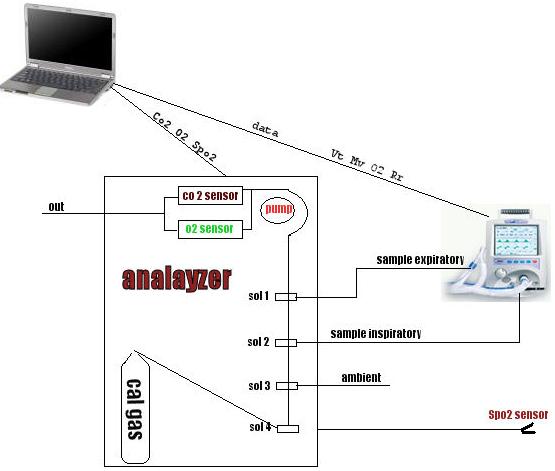 Co2 O2 Spo2
data
Vt Mv O2 Rr
out
co 2 sensor
pump
o2 sensor
analayzer
sample expiratory
sol 1
sample inspiratory
sol 2
ambient
sol 3
cal gas
sol 4
Spo2 sensor